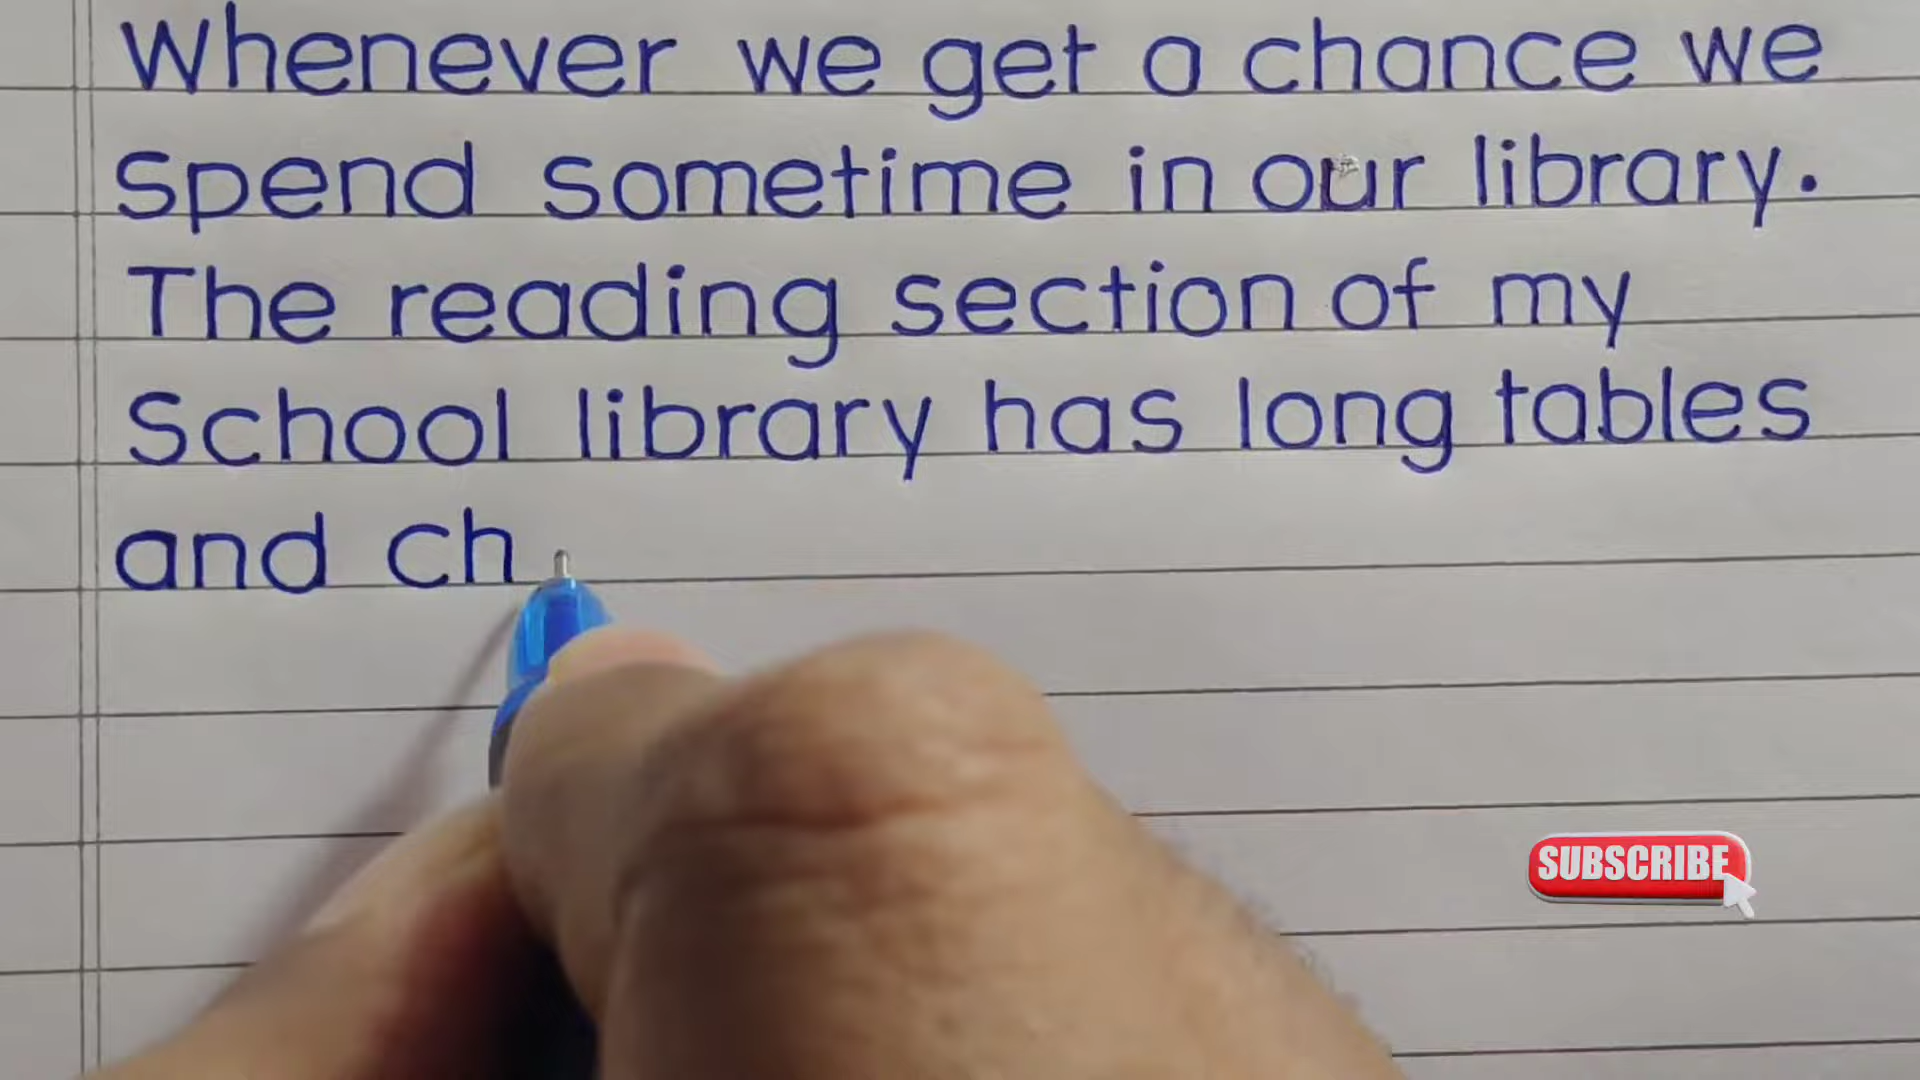 Whenever we get a chance we
spend sometime in our library.
The reading section of my
School library has long tables
and ch
SUBSCRIBE